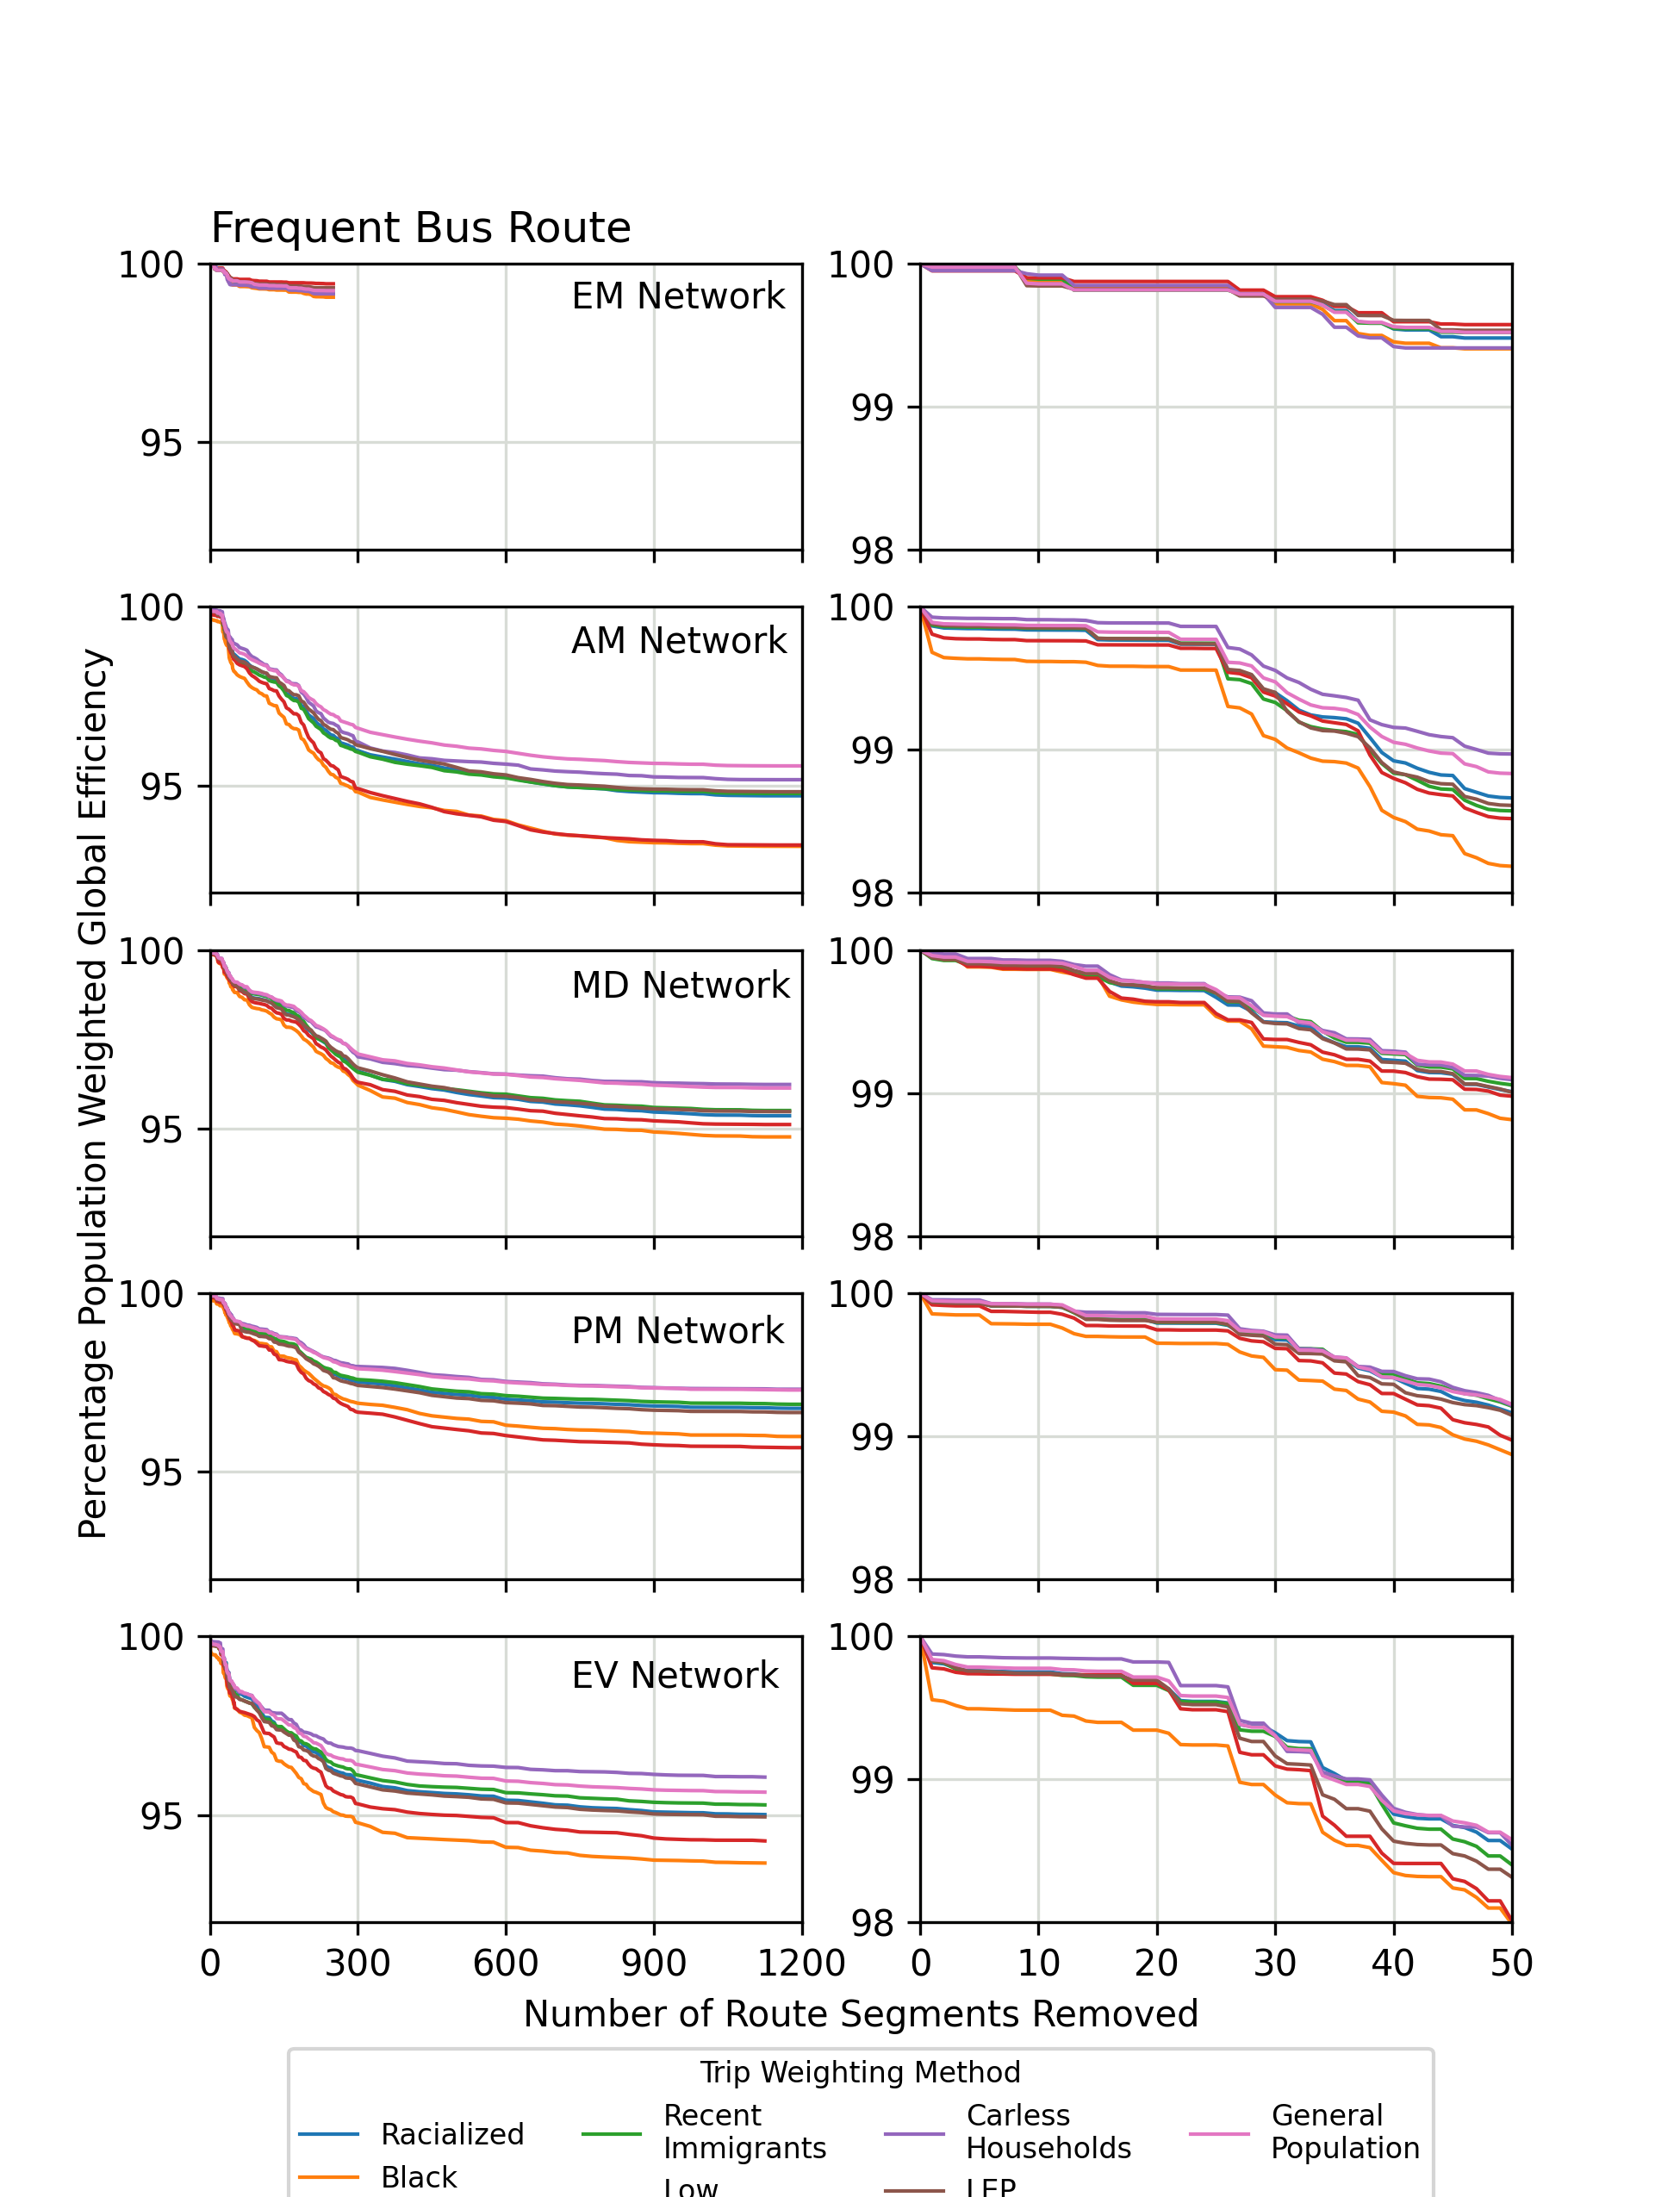 Frequent Bus Route
100
95
EM Network
100
99
98
100
95
AM Network
100
99
98
100
95
MD Network
100
99
98
100
95
PM Network
100
99
98
100
95
EV Network
100
99
98
0 300 600 900 1200
0 10 20 30 40 50
Percentage Population Weighted Global Efficiency
Number of Route Segments Removed
Trip Weighting Method
Racialized
Black
Recent
Immigrants
Low
Carless
Households
LEP
General
Population